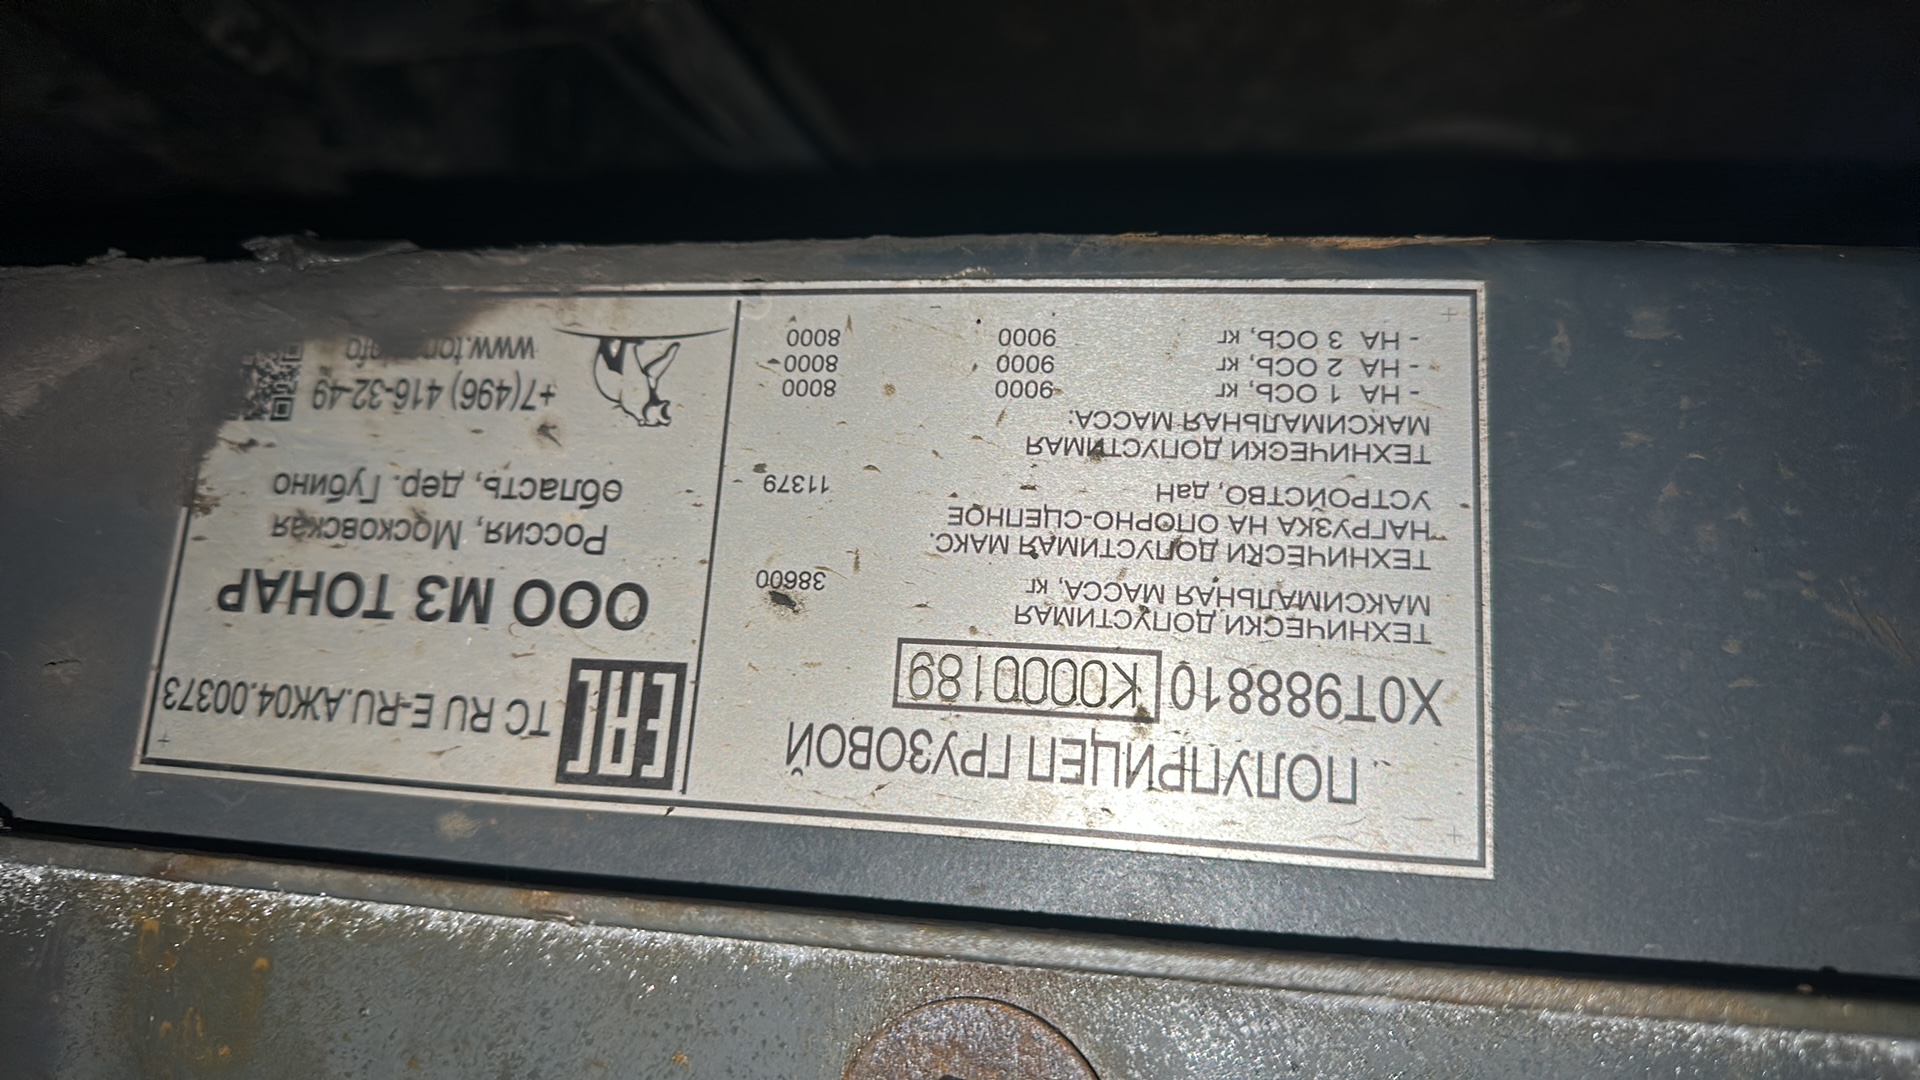 ПОЛУПРИЦЕП ГРУЗОВОЙ
X0T988810 K0000189
ТЕХНИЧЕСКИ ДОПУСТИМАЯ
МАКСИМАЛЬНАЯ МАССА, кг 38600
ТЕХНИЧЕСКИ ДОПУСТИМАЯ МАКС.
НАГРУЗКА НА ОПОРНО-СЦЕПНОЕ
УСТРОЙСТВО, даН 11379
ТЕХНИЧЕСКИ ДОПУСТИМАЯ
МАКСИМАЛЬНАЯ МАССА:
- НА 1 ОСЬ, кг 9000 8000
- НА 2 ОСЬ, кг 9000 8000
- НА 3 ОСЬ, кг 9000 8000
EAC TC RU E-RU.АЖ04.00373
ООО МЗ ТОНАР
Россия, Московская
область, дер. Губино
+7(496) 416-32-49